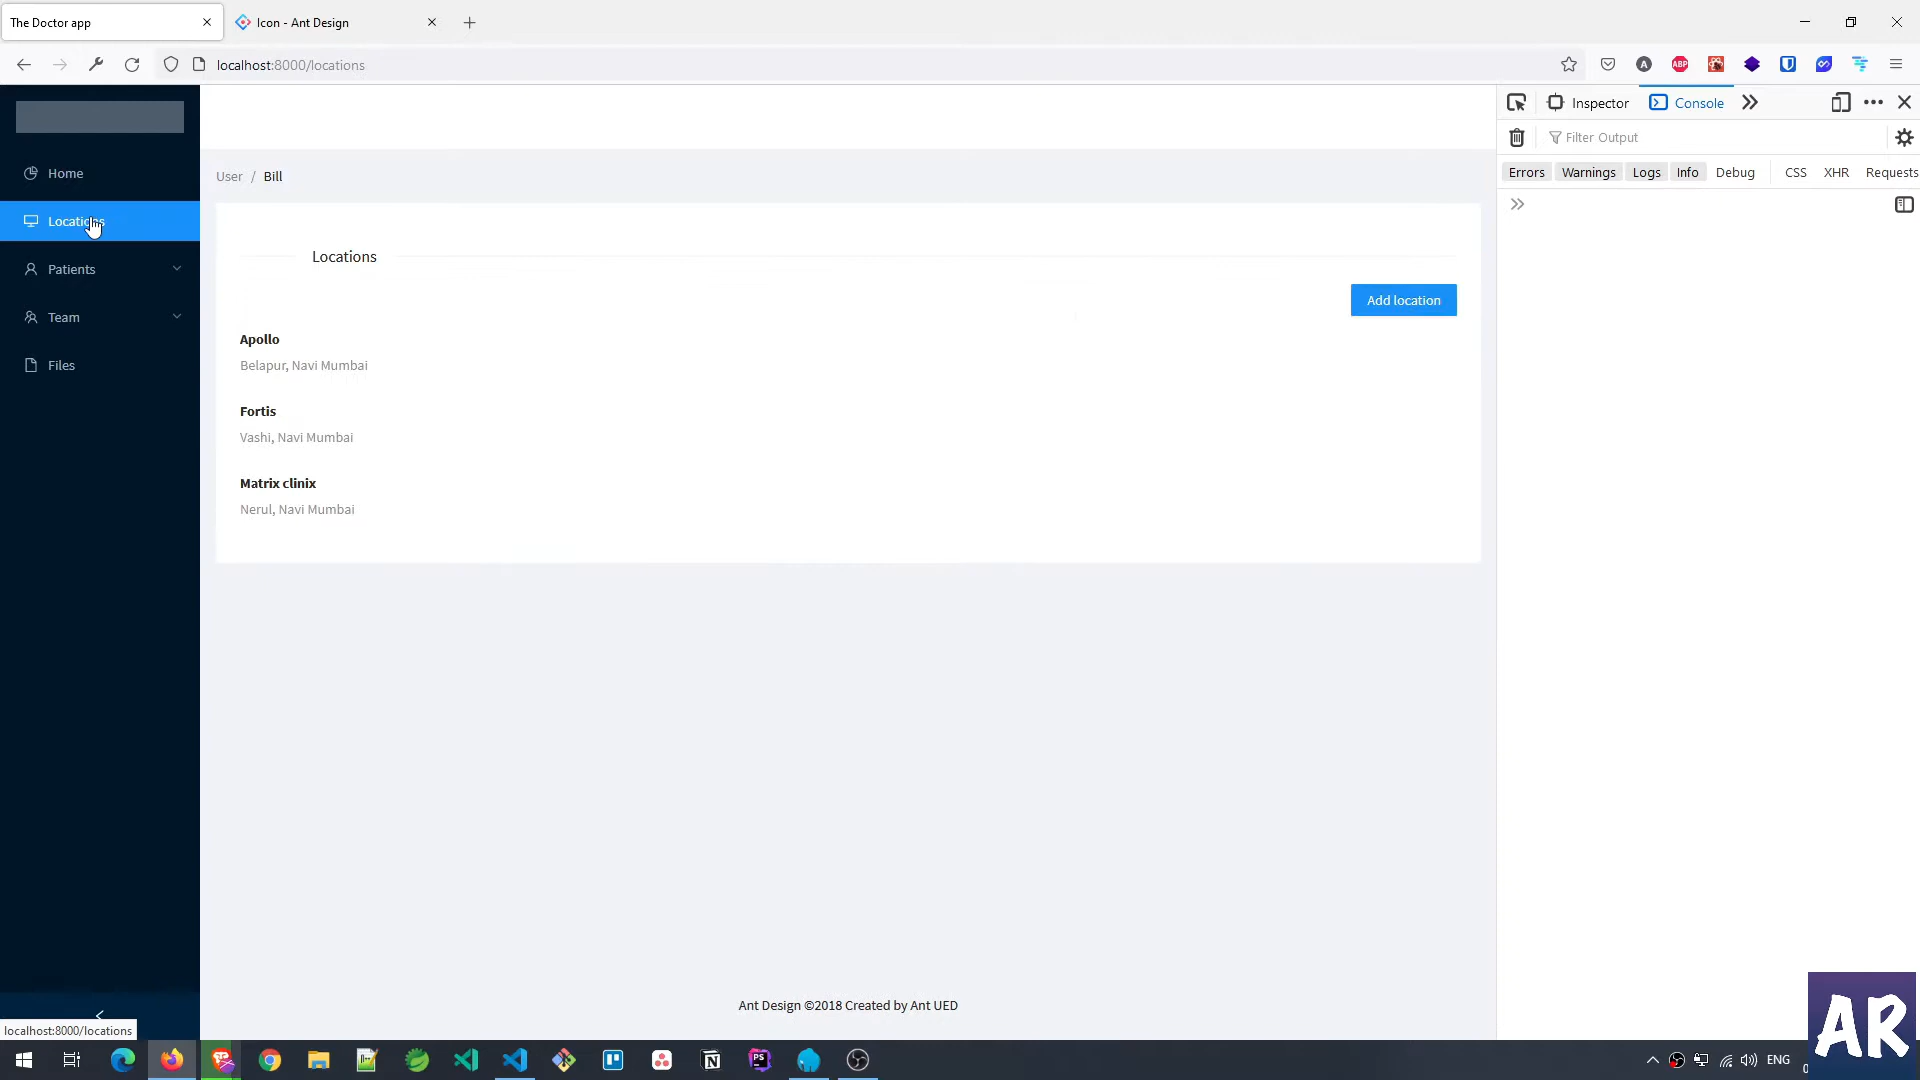 The Doctor app
Icon - Ant Design
localhost:8000/locations
ABP
A
Inspector
Console
Filter Output
Errors Warnings Logs Info Debug CSS XHR Requests
Home
Locations
Patients
Team
Files
User / Bill
Locations
Add location
Apollo
Belapur, Navi Mumbai
Fortis
Vashi, Navi Mumbai
Matrix clinix
Nerul, Navi Mumbai
Ant Design ©2018 Created by Ant UED
localhost:8000/locations
PS
ENG
AR